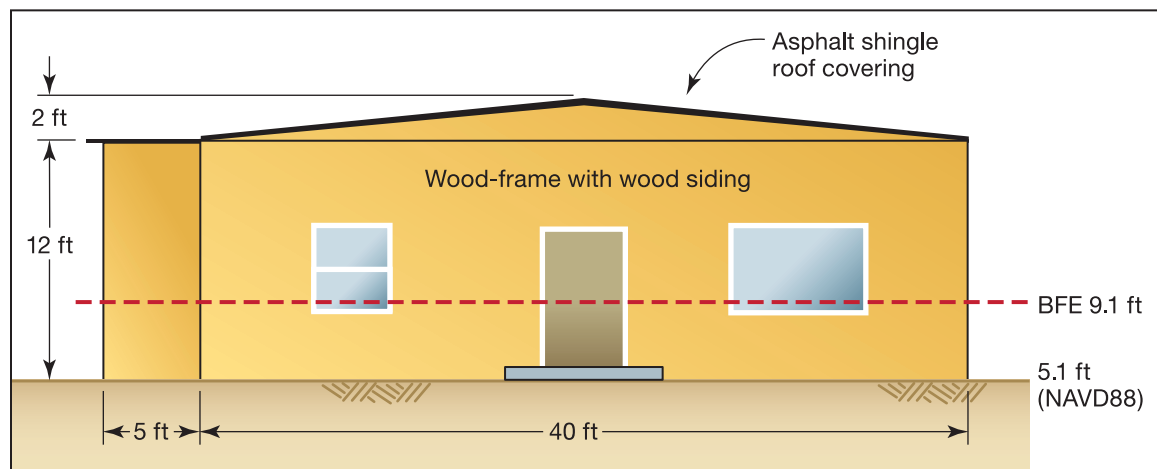 Asphalt shingle
roof covering
2 ft
Wood-frame with wood siding
12 ft
BFE 9.1 ft
5.1 ft
(NAVD88)
5 ft
40 ft